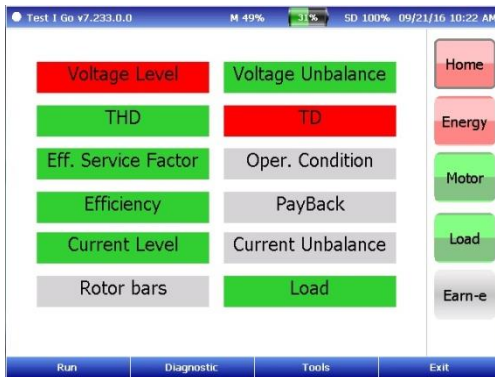 Test I Go v7.233.0.0 M 49% 31% SD 100% 09/21/16 10:22 AM
Voltage Level Voltage Unbalance Home
THD TD Energy
Eff. Service Factor Oper. Condition Motor
Efficiency PayBack
Current Level Current Unbalance Load
Rotor bars Load Earn-e
Run Diagnostic Tools Exit